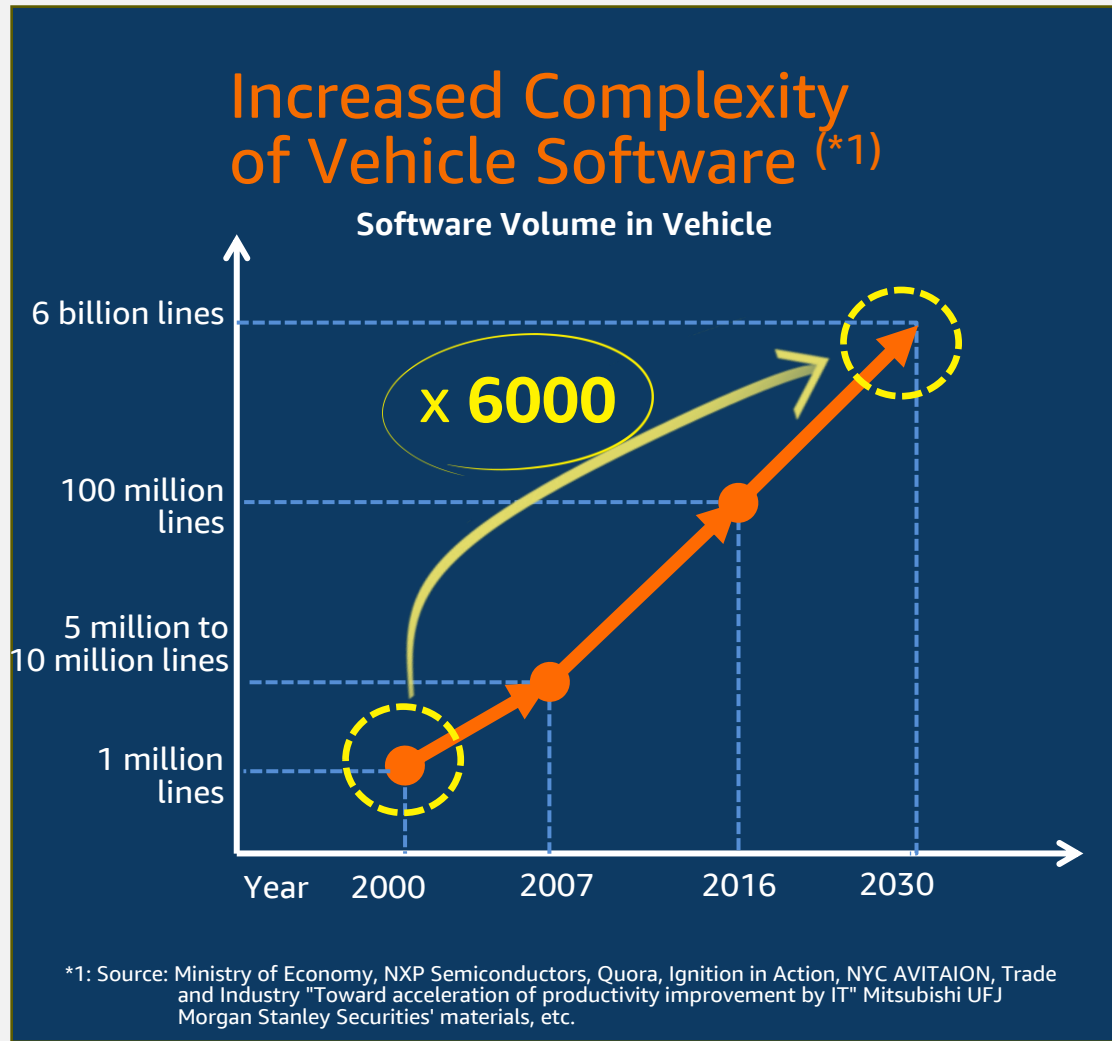 Increased Complexity
of Vehicle Software (*1)
Software Volume in Vehicle
6 billion lines
x 6000
100 million
lines
5 million to
10 million lines
1 million
lines
Year 2000 2007 2016 2030
*1: Source: Ministry of Economy, NXP Semiconductors, Quora, Ignition in Action, NYC AVITAION, Trade
and Industry "Toward acceleration of productivity improvement by IT" Mitsubishi UFJ
Morgan Stanley Securities' materials, etc.